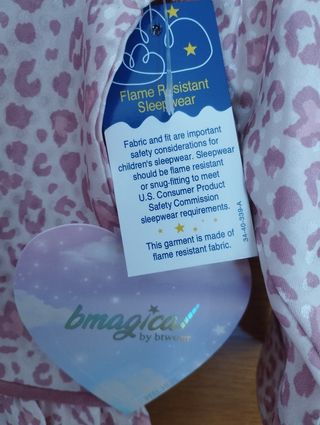 Flame Resistant
Sleepwear
Fabric and fit are important
safety considerations for
children's sleepwear. Sleepwear
should be flame resistant
or snug-fitting to meet
U.S. Consumer Product
Safety Commission
sleepwear requirements.
This garment is made of
flame resistant fabric.
34-40-339-A
bmagical
by btween